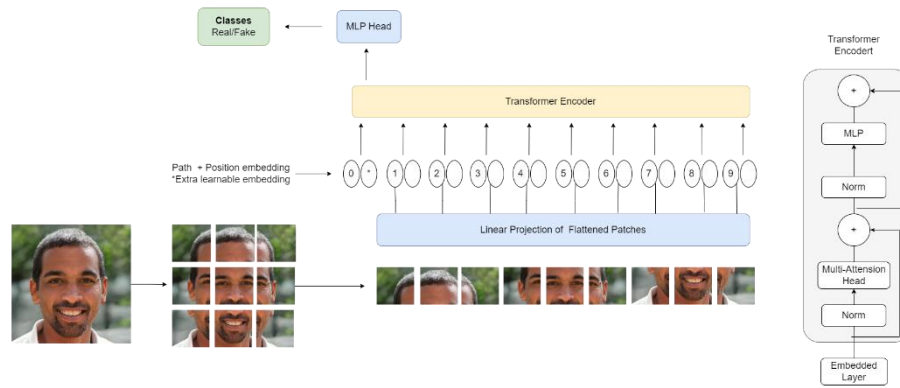 Classes
Real/Fake
MLP Head
Transformer Encoder
Path + Position embedding
*Extra learnable embedding
0 * 1 2 3 4 5 6 7 8 9
Linear Projection of Flattened Patches
Transformer
Encodert
+
MLP
Norm
+
Multi-Attension
Head
Norm
Embedded
Layer